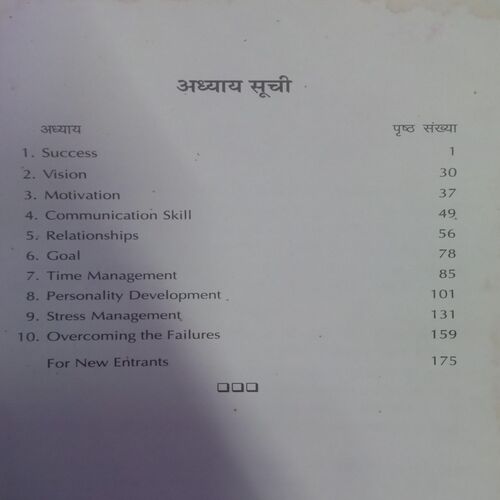 अध्याय सूची
अध्याय पृष्ठ संख्या
1. Success 1
2. Vision 30
3. Motivation 37
4. Communication Skill 49
5. Relationships 56
6. Goal 78
7. Time Management 85
8. Personality Development 101
9. Stress Management 131
10. Overcoming the Failures 159
For New Entrants 175